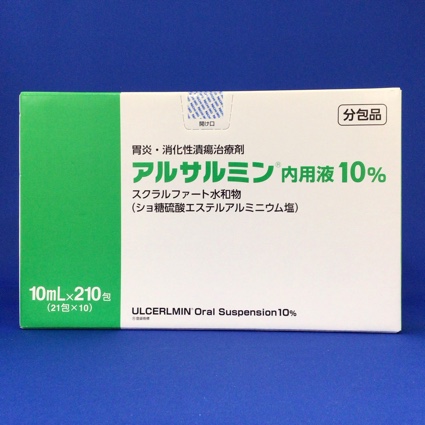 開け口
分包品
胃炎・消化性潰瘍治療剤
アルサルミン® 内用液10%
スクラルファート水和物
(ショ糖硫酸エステルアルミニウム塩)
10mL×210包
(21包×10)
ULCERLMIN® Oral Suspension10%